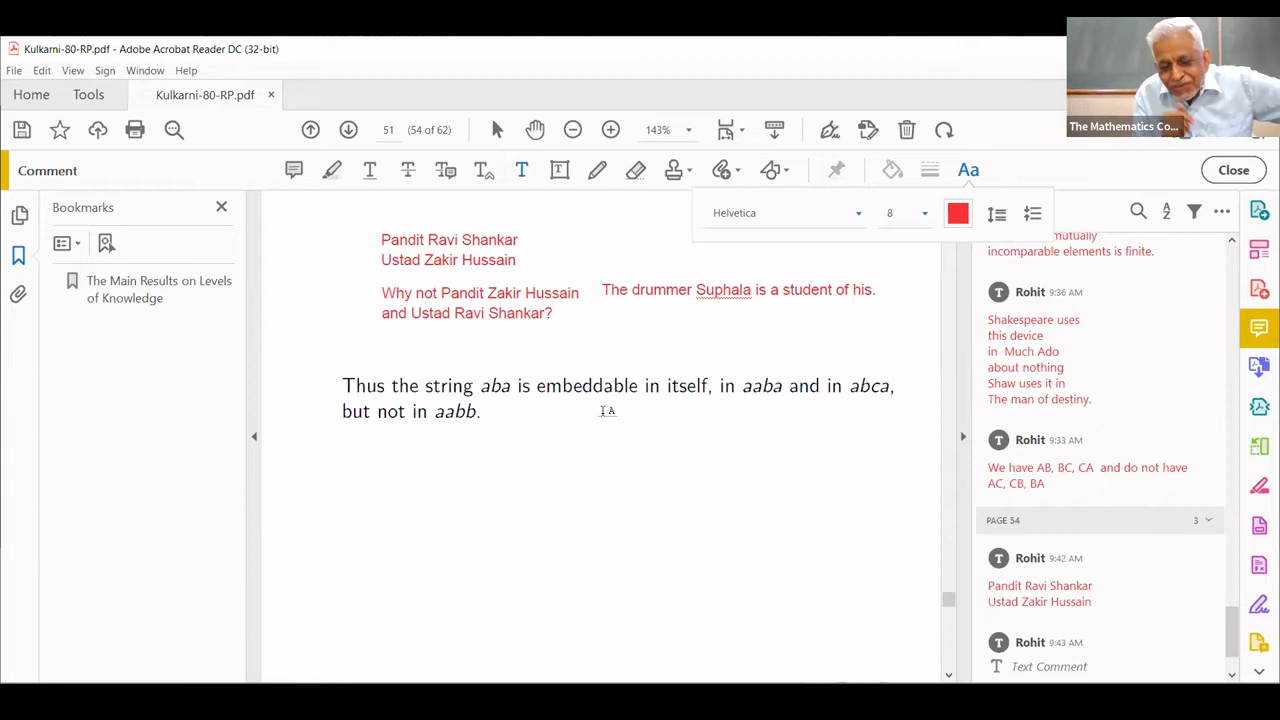 Kulkarni-80-RP.pdf - Adobe Acrobat Reader DC (32-bit)
File Edit View Sign Window Help
Home Tools Kulkarni-80-RP.pdf ×
51 (54 of 62) 143%
The Mathematics Co...
Comment
Aa
Close
Bookmarks
Helvetica 8
The Main Results on Levels
of Knowledge
Pandit Ravi Shankar
Ustad Zakir Hussain
Why not Pandit Zakir Hussain
and Ustad Ravi Shankar?
The drummer Suphala is a student of his.
Thus the string aba is embeddable in itself, in aaba and in abca,
but not in aabb.
mutually
incomparable elements is finite.
T Rohit 9:36 AM
Shakespeare uses
this device
in Much Ado
about nothing
Shaw uses it in
The man of destiny.
T Rohit 9:33 AM
We have AB, BC, CA and do not have
AC, CB, BA
PAGE 54 3
T Rohit 9:42 AM
Pandit Ravi Shankar
Ustad Zakir Hussain
T Rohit 9:43 AM
T Text Comment